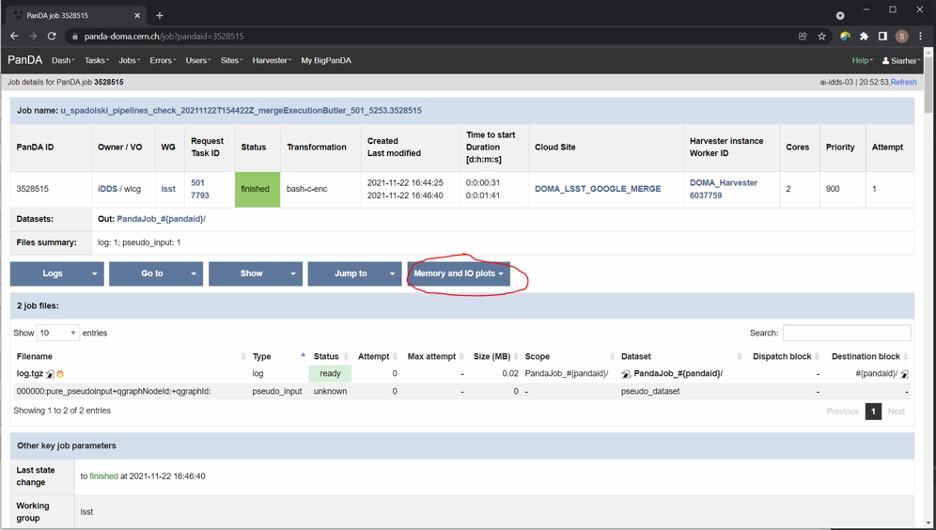 PanDA job 3528515
panda-doma.cern.ch/job?pandaid=3528515
S
PanDA Dash Tasks Jobs Errors Users Sites Harvester My BigPanDA Help Siarhei
Job details for PanDA job 3528515 ai-idds-03 | 20:52:53, Refresh
Job name: u_spadolski_pipelines_check_20211122T154422Z_mergeExecutionButler_501_5253.3528515
PanDA ID Owner / VO WG Request Task ID Status Transformation Created Last modified Time to start Duration [d:h:m:s] Cloud Site Harvester instance Worker ID Cores Priority Attempt
3528515 iDDS / wlcg lsst 501 7793 finished bash-c-enc 2021-11-22 16:44:25 2021-11-22 16:46:40 0:0:00:31 0:0:01:41 DOMA_LSST_GOOGLE_MERGE DOMA_Harvester 6037759 2 900 1
Datasets: Out: PandaJob_#{pandaid}/
Files summary: log: 1; pseudo_input: 1
Logs Go to Show Jump to Memory and IO plots
2 job files:
Show 10 entries Search:
Filename Type Status Attempt Max attempt Size (MB) Scope Dataset Dispatch block Destination block
log.tgz log ready 0 - 0.02 PandaJob_#{pandaid}/ PandaJob_#{pandaid}/ - #{pandaid}/
000000:pure_pseudoinput+qgraphNodeId:+qgraphId: pseudo_input unknown 0 - 0 - pseudo_dataset - -
Showing 1 to 2 of 2 entries Previous 1 Next
Other key job parameters
Last state change to finished at 2021-11-22 16:46:40
Working group lsst